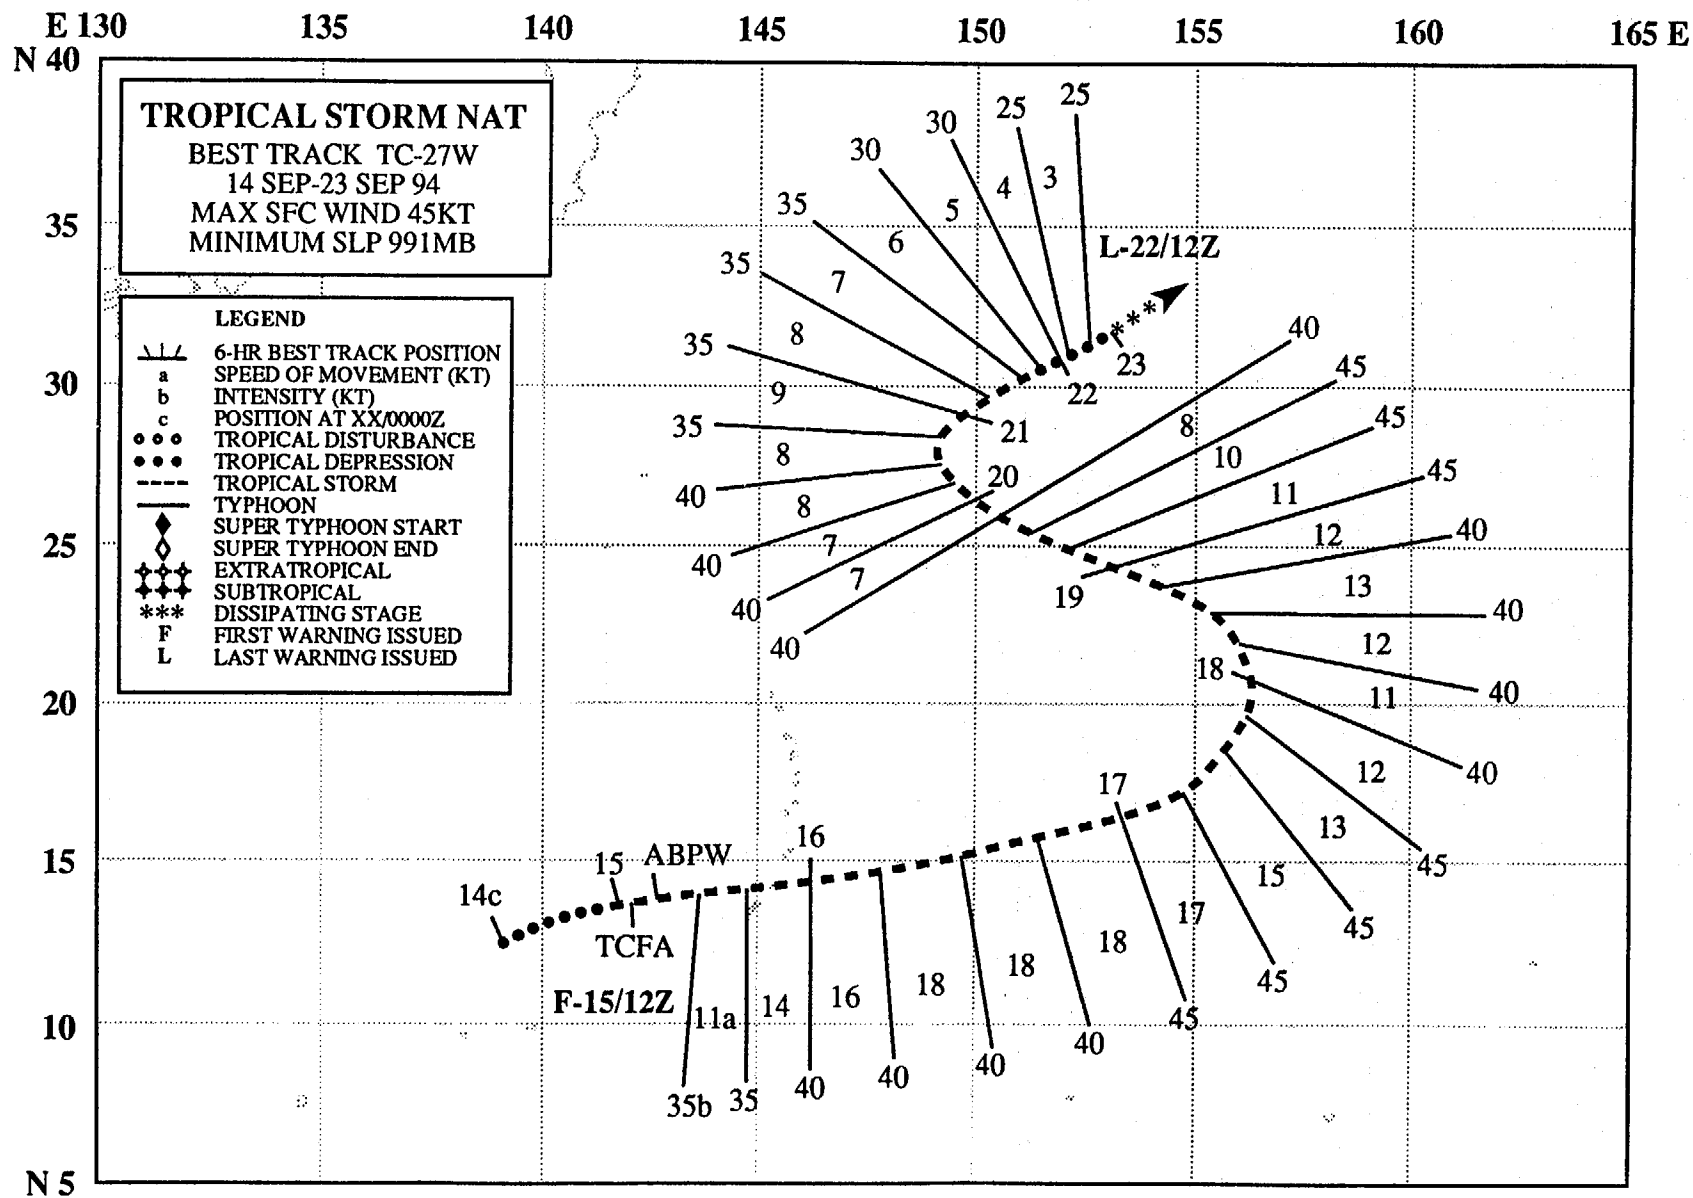 E 130 135 140 145 150 155 160 165 E
N 40
35
30
25
20
15
10
N 5
TROPICAL STORM NAT
BEST TRACK TC-27W
14 SEP-23 SEP 94
MAX SFC WIND 45KT
MINIMUM SLP 991MB
LEGEND
6-HR BEST TRACK POSITION
a SPEED OF MOVEMENT (KT)
b INTENSITY (KT)
c POSITION AT XX/0000Z
TROPICAL DISTURBANCE
TROPICAL DEPRESSION
TROPICAL STORM
TYPHOON
SUPER TYPHOON START
SUPER TYPHOON END
EXTRATROPICAL
SUBTROPICAL
*** DISSIPATING STAGE
F FIRST WARNING ISSUED
L LAST WARNING ISSUED
25
25
30
30
35
35
35
35
40
40
40
40
3
4
5
6
7
8
9
8
8
7
7
L-22/12Z
***
23
22
21
20
19
18
17
16
15
14c
ABPW
TCFA
F-15/12Z
40
45
45
45
40
40
40
40
45
45
45
45
40
40
40
40
35
35b
8
10
11
12
13
12
11
12
13
15
17
18
18
18
16
14
11a